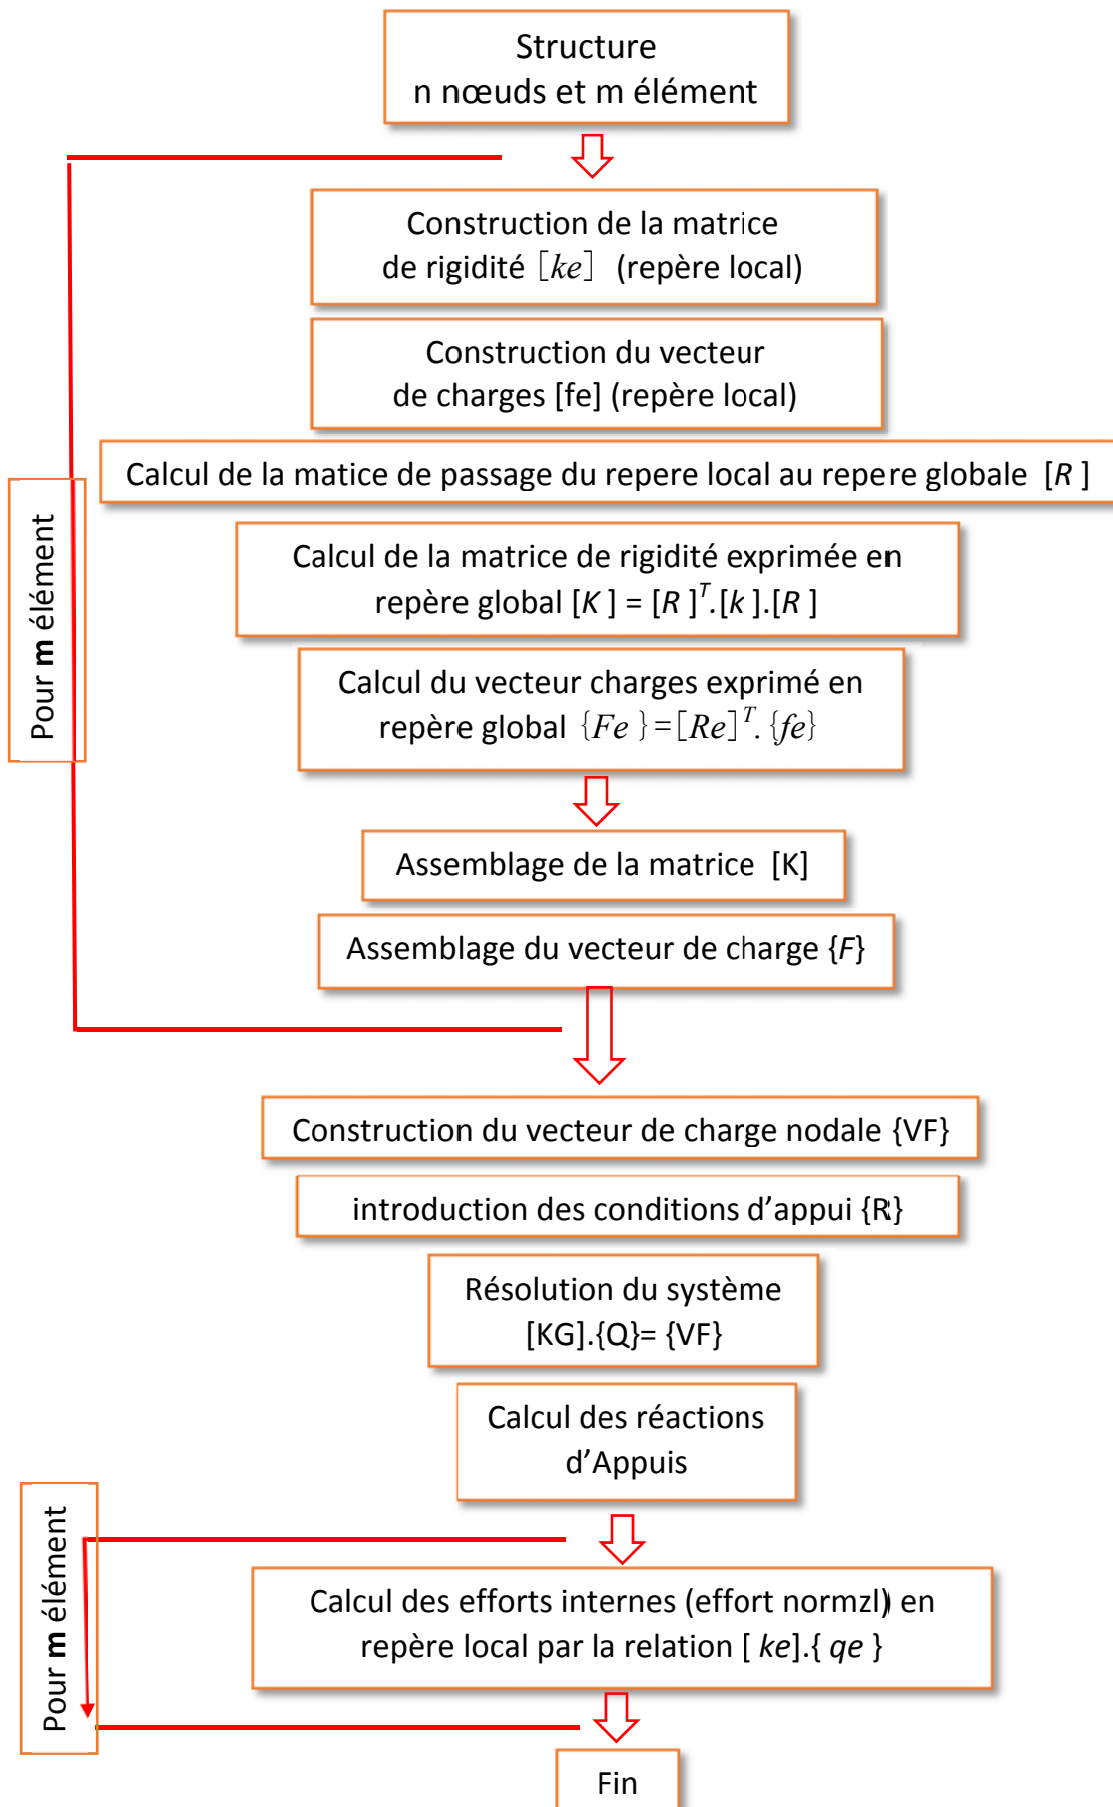 Structure
n nœuds et m élément
Construction de la matrice
de rigidité [ke] (repère local)
Construction du vecteur
de charges [fe] (repère local)
Calcul de la matice de passage du repere local au repere globale [R ]
Calcul de la matrice de rigidité exprimée en
repère global [K ] = [R ]^T.[k ].[R ]
Calcul du vecteur charges exprimé en
repère global {Fe }=[Re]^T. {fe}
Pour m élément
Assemblage de la matrice [K]
Assemblage du vecteur de charge {F}
Construction du vecteur de charge nodale {VF}
introduction des conditions d'appui {R}
Résolution du système
[KG].{Q}= {VF}
Calcul des réactions
d'Appuis
Pour m élément
Calcul des efforts internes (effort normzl) en
repère local par la relation [ ke].{ qe }
Fin